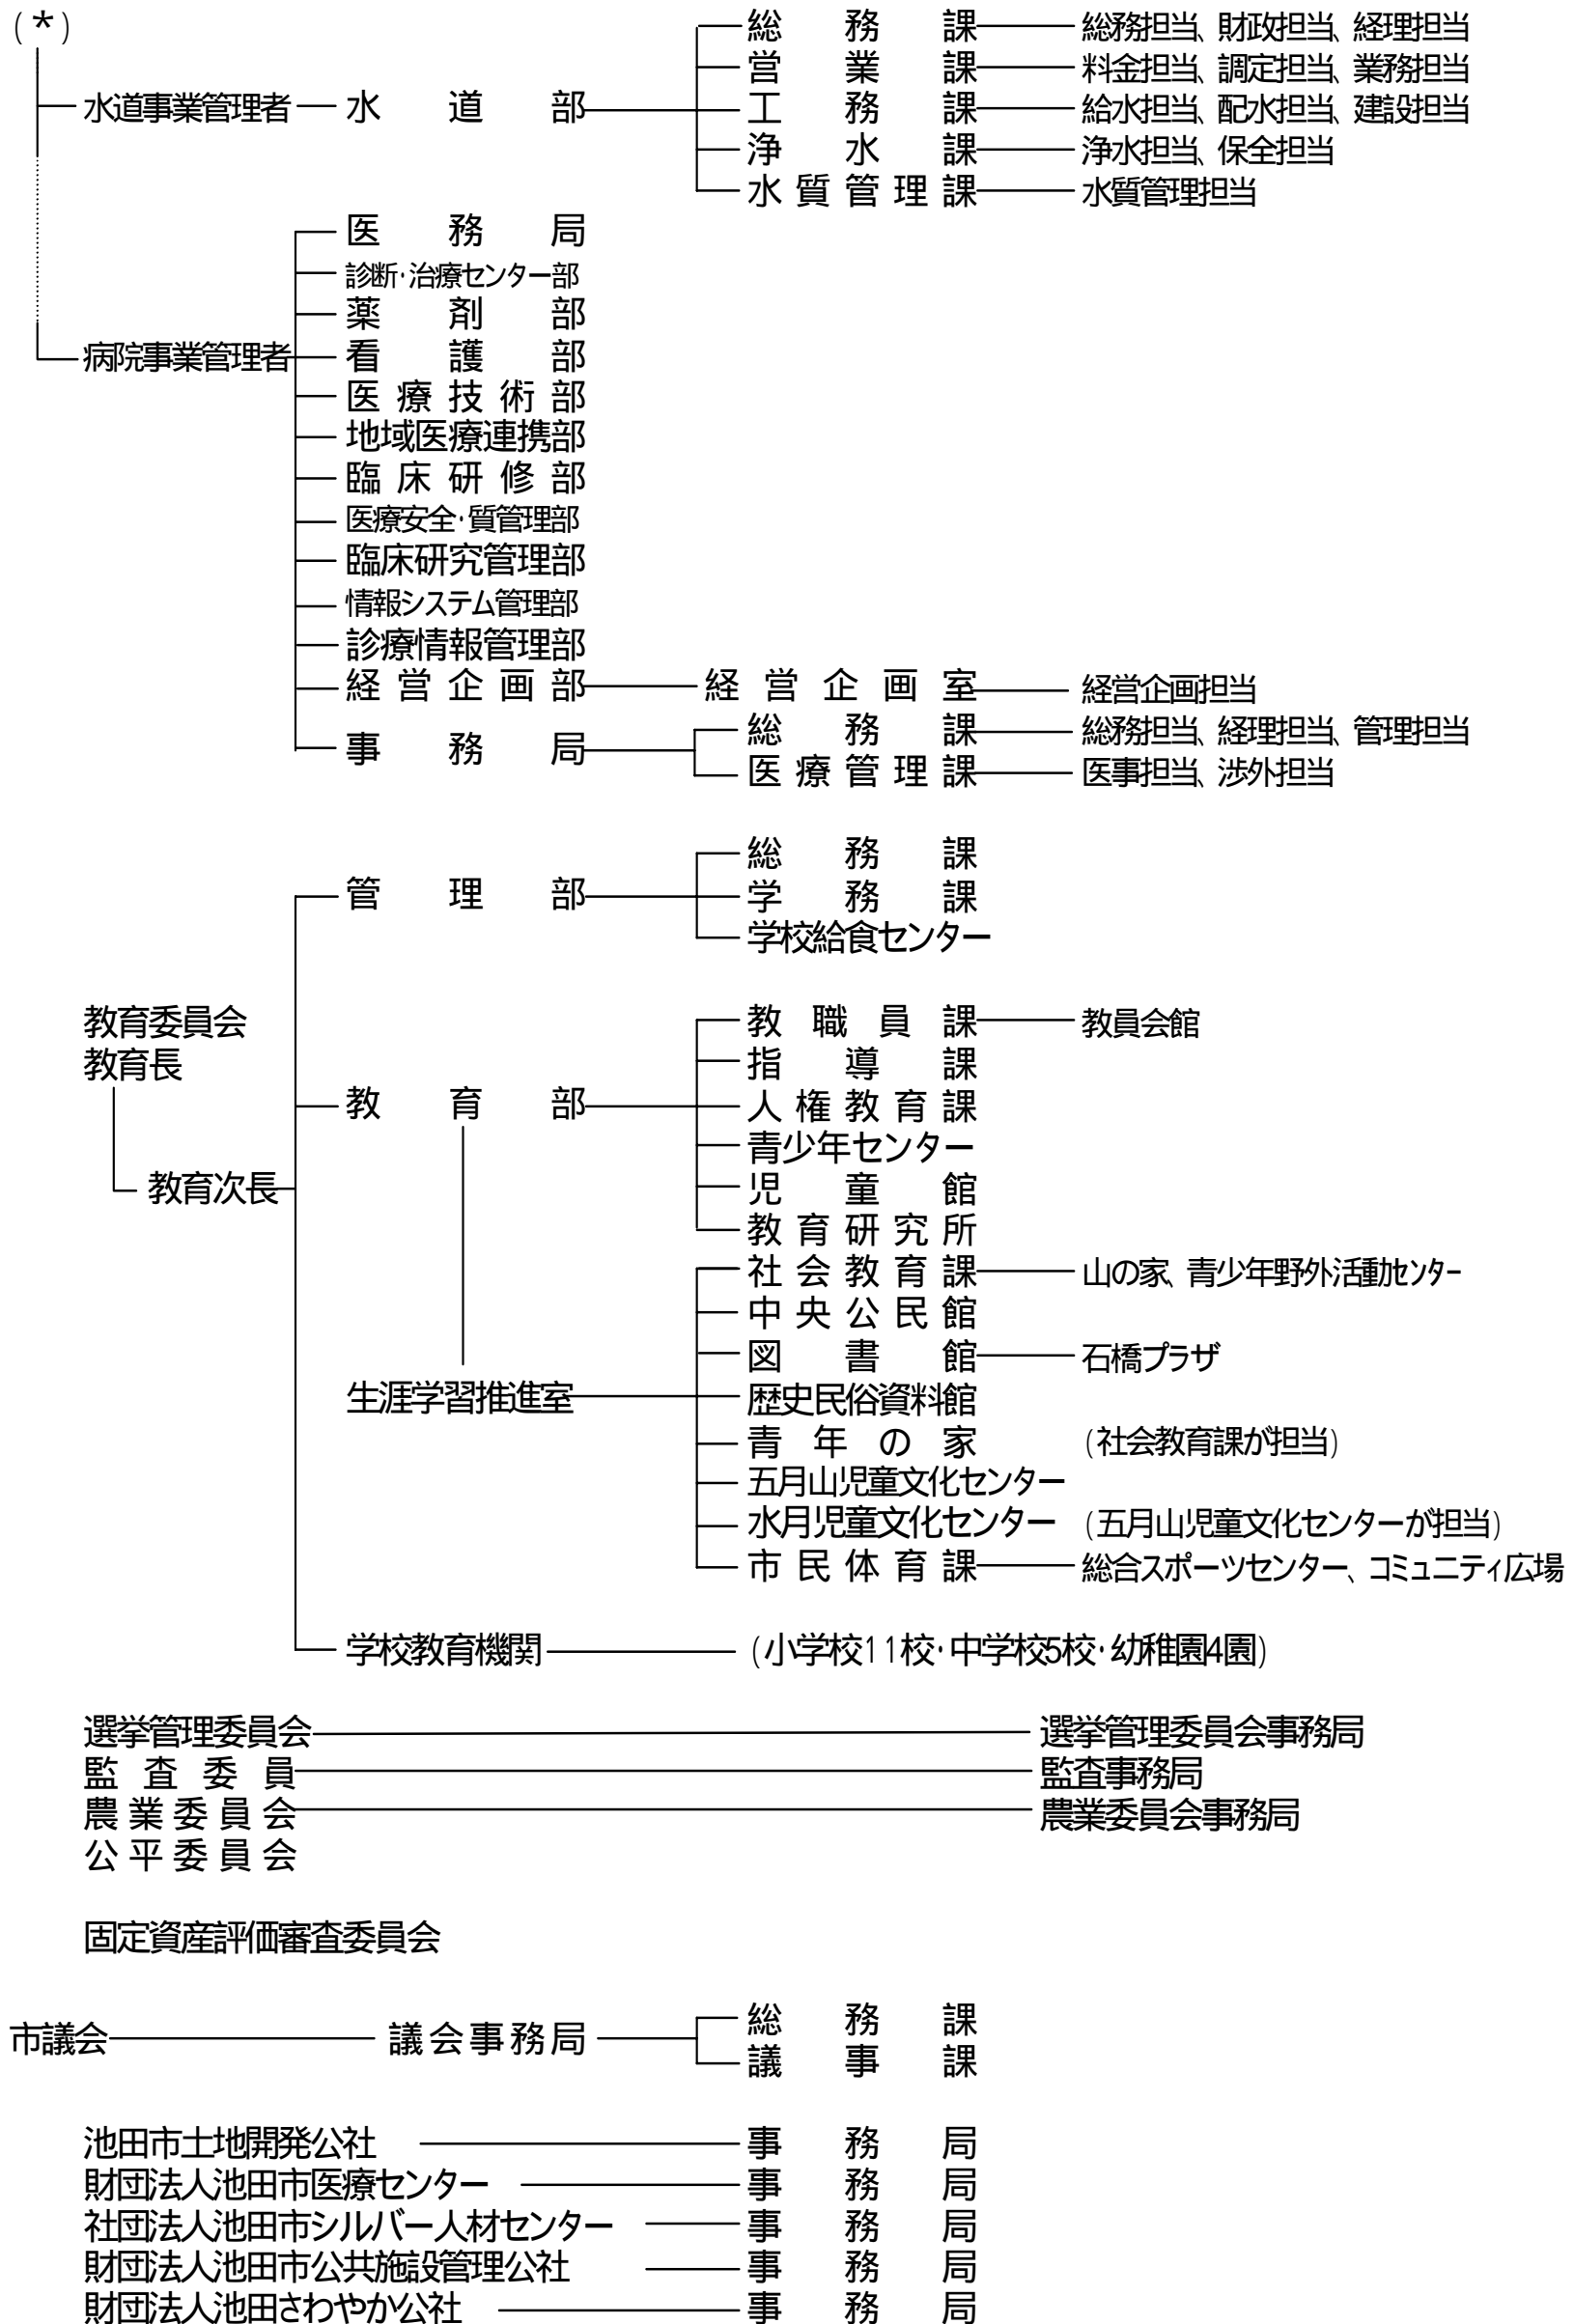 (*)
総務課 総務担当、財政担当、経理担当
営業課 料金担当、調定担当、業務担当
水道事業管理者 水道部 工務課 給水担当、配水担当、建設担当
浄水課 浄水担当、保全担当
水質管理課 水質管理担当
医務局
診断・治療センター部
薬剤部
病院事業管理者 看護部
医療技術部
地域医療連携部
臨床研修部
医療安全・質管理部
臨床研究管理部
情報システム管理部
診療情報管理部
経営企画部 経営企画室 経営企画担当
総務課 総務担当、経理担当、管理担当
事務局
医療管理課 医事担当、渉外担当
総務課
管理部 学務課
学校給食センター
教育委員会 教職員課 教員会館
教育長 指導課
教育部 人権教育課
青少年センター
教育次長 児童館
教育研究所
社会教育課 山の家、青少年野外活動センター
中央公民館
図書館 石橋プラザ
生涯学習推進室 歴史民俗資料館
青年の家 (社会教育課が担当)
五月山児童文化センター
水月児童文化センター (五月山児童文化センターが担当)
市民体育課 総合スポーツセンター、コミュニティ広場
学校教育機関 (小学校11校・中学校5校・幼稚園4園)
選挙管理委員会 選挙管理委員会事務局
監査委員 監査事務局
農業委員会 農業委員会事務局
公平委員会
固定資産評価審査委員会
総務課
市議会 議会事務局
議事課
池田市土地開発公社 事務局
財団法人池田市医療センター 事務局
社団法人池田市シルバー人材センター 事務局
財団法人池田市公共施設管理公社 事務局
財団法人池田さわやか公社 事務局